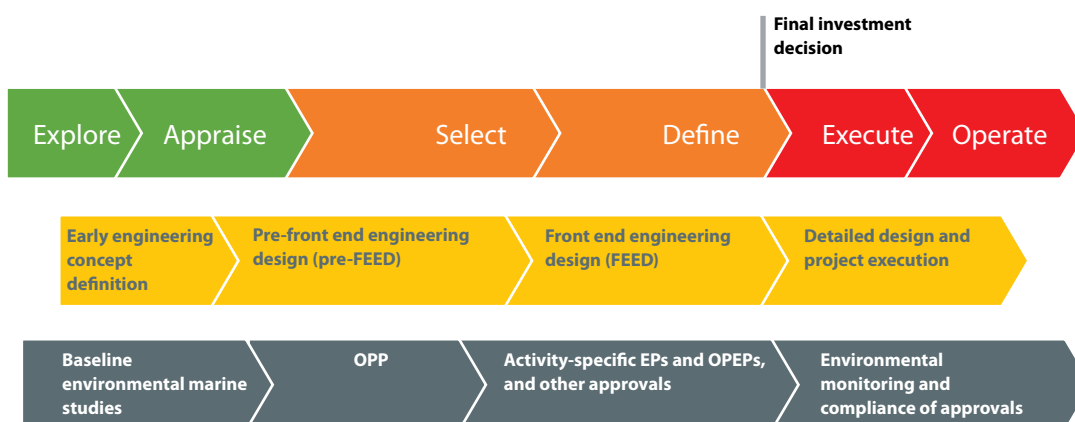 Final investment
decision
Explore
Appraise
Select
Define
Execute
Operate
Early engineering
concept
definition
Pre-front end engineering
design (pre-FEED)
Front end engineering
design (FEED)
Detailed design and
project execution
Baseline
environmental marine
studies
OPP
Activity-specific EPs and OPEPs,
and other approvals
Environmental
monitoring and
compliance of approvals